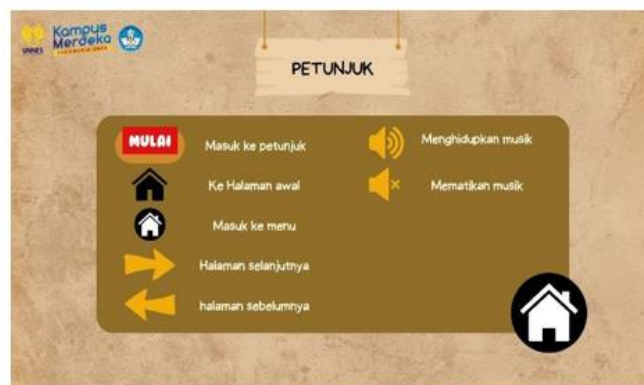 UNNES
Kampus
Merdeka
PETUNJUK
MULAI
Masuk ke petunjuk
Ke Halaman awal
Masuk ke menu
Halaman selanjutnya
halaman sebelumnya
Menghidupkan musik
Mematikan musik